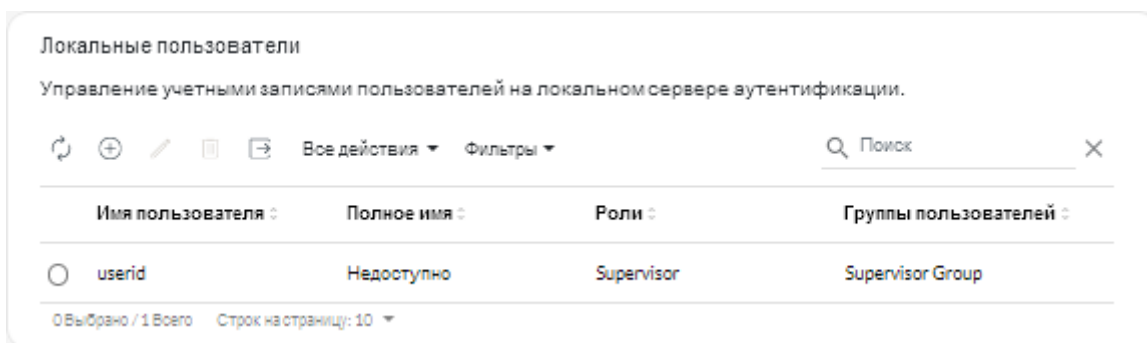 Локальные пользователи
Управление учетными записями пользователей на локальном сервере аутентификации.
Все действия Фильтры Поиск
Имя пользователя Полное имя Роли Группы пользователей
userid Недоступно Supervisor Supervisor Group
0 Выбрано / 1 Всего Строк на страницу: 10